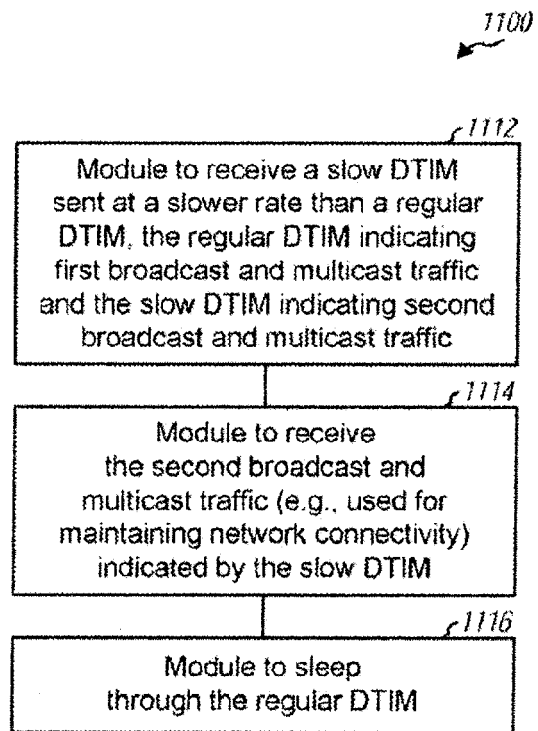 1100
1112
Module to receive a slow DTIM
sent at a slower rate than a regular
DTIM, the regular DTIM indicating
first broadcast and multicast traffic
and the slow DTIM indicating second
broadcast and multicast traffic
1114
Module to receive
the second broadcast and
multicast traffic (e.g., used for
maintaining network connectivity)
indicated by the slow DTIM
1116
Module to sleep
through the regular DTIM